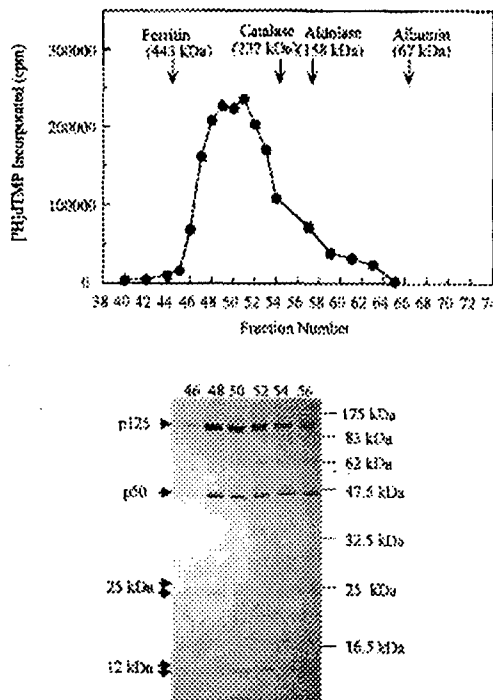 Ferritin Catalase Aldolase Albumin
(443 kDa) (232 kDa) (158 kDa) (67 kDa)
[³H]dTMP Incorporated (cpm)
300000
200000
100000
0
38 40 42 44 46 48 50 52 54 56 58 60 62 64 66 68 70 72 74
Fraction Number
46 48 50 52 54 56
p125
p50
25 kDa
12 kDa
175 kDa
83 kDa
62 kDa
47.5 kDa
32.5 kDa
25 kDa
16.5 kDa